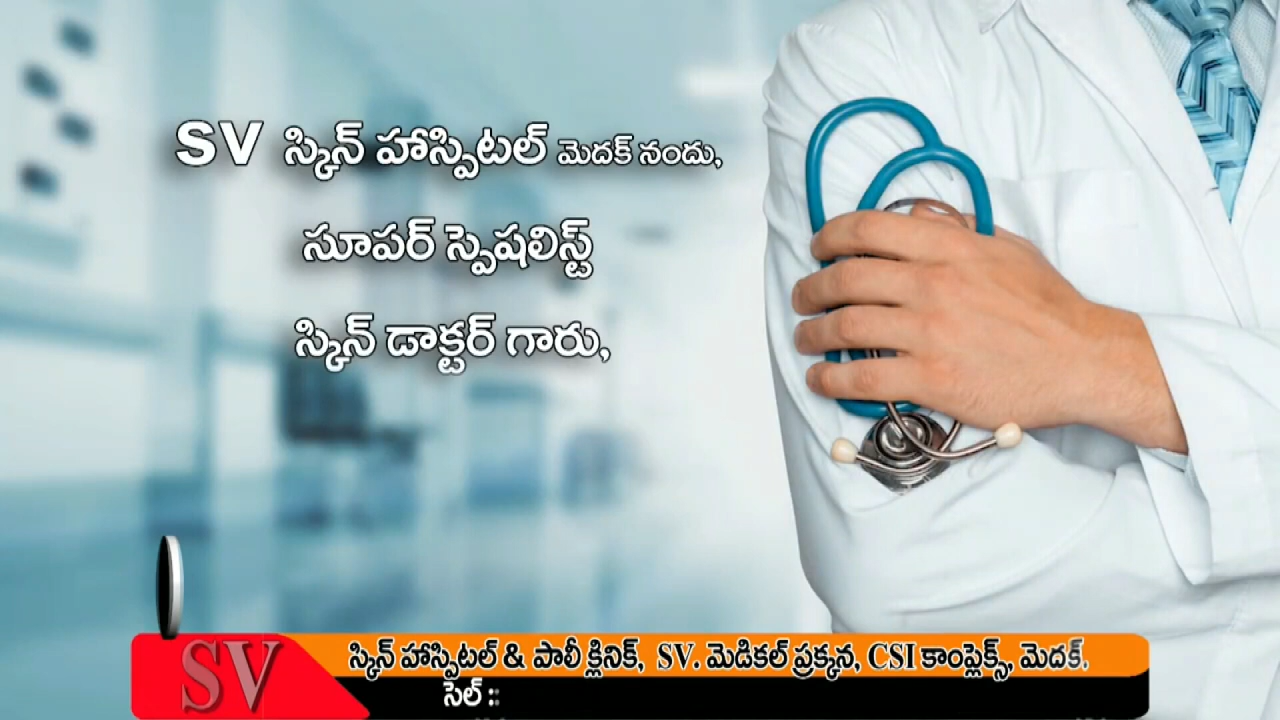 SV స్కిన్ హాస్పిటల్ మెదక్ నందు,
సూపర్ స్పెషలిస్ట్
స్కిన్ డాక్టర్ గారు,
SV
స్కిన్ హాస్పిటల్ & పాలీ క్లినిక్, SV. మెడికల్ ప్రక్కన, CSI కాంప్లెక్స్, మెదక్.
సెల్ ::